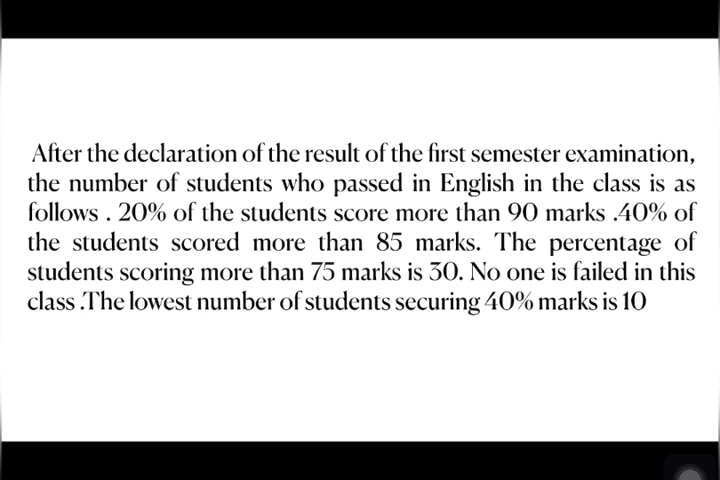 After the declaration of the result of the first semester examination,
the number of students who passed in English in the class is as
follows . 20% of the students score more than 90 marks .40% of
the students scored more than 85 marks. The percentage of
students scoring more than 75 marks is 30. No one is failed in this
class .The lowest number of students securing 40% marks is 10